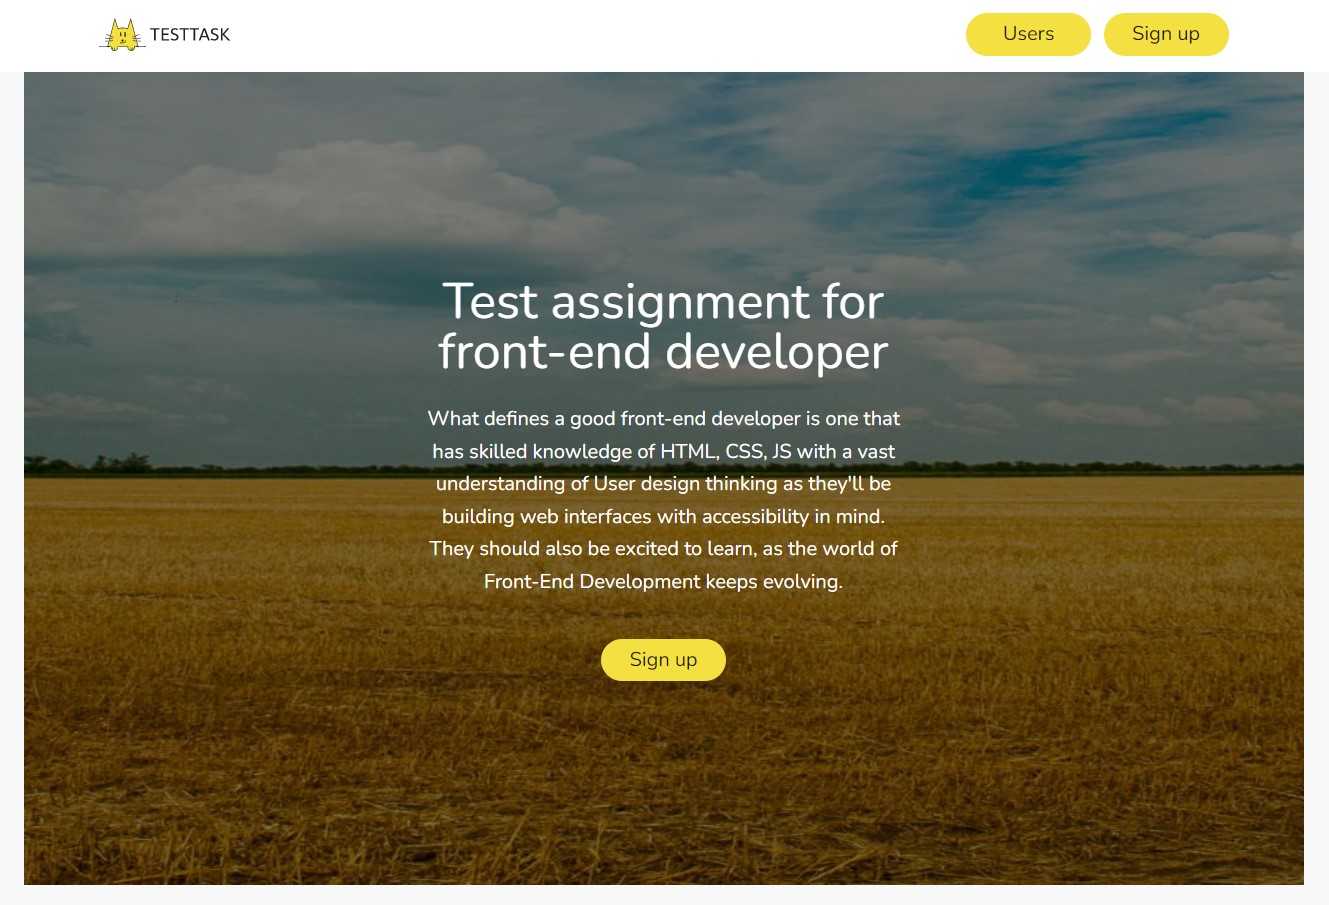 TESTTASK
Users
Sign up
Test assignment for
front-end developer
What defines a good front-end developer is one that
has skilled knowledge of HTML, CSS, JS with a vast
understanding of User design thinking as they'll be
building web interfaces with accessibility in mind.
They should also be excited to learn, as the world of
Front-End Development keeps evolving.
Sign up